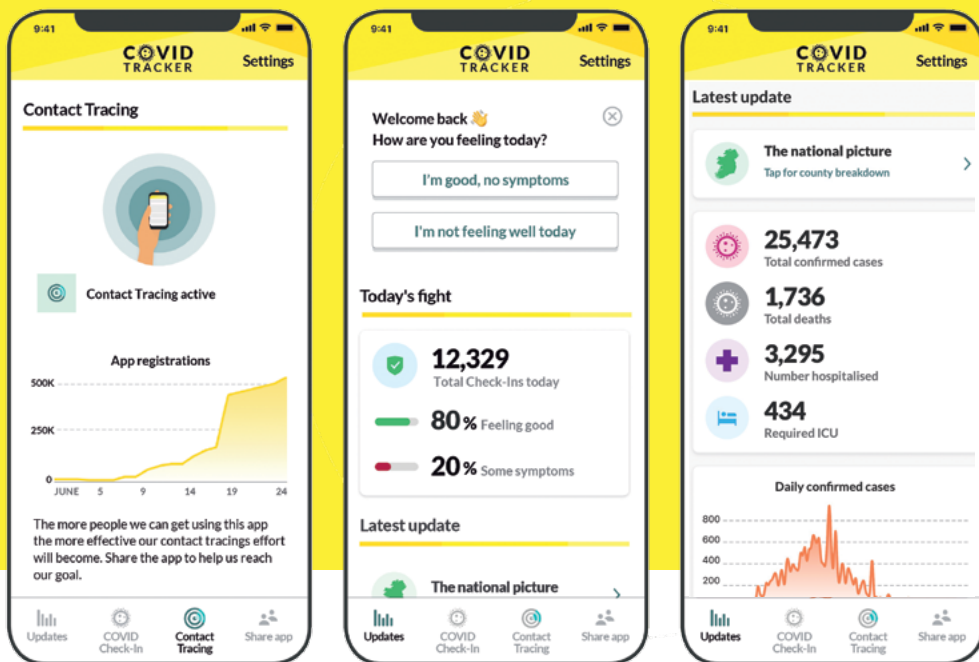 9:41
COVID
TRACKER
Settings
Contact Tracing
Contact Tracing active
App registrations
500K
250K
0
JUNE 5 9 14 19 24
The more people we can get using this app
the more effective our contact tracings effort
will become. Share the app to help us reach
our goal.
Updates
COVID
Check-In
Contact
Tracing
Share app
9:41
COVID
TRACKER
Settings
Welcome back 👋
How are you feeling today?
I'm good, no symptoms
I'm not feeling well today
Today's fight
12,329
Total Check-Ins today
80% Feeling good
20% Some symptoms
Latest update
The national picture
Updates
COVID
Check-In
Contact
Tracing
Share app
9:41
COVID
TRACKER
Settings
Latest update
The national picture
Tap for county breakdown
25,473
Total confirmed cases
1,736
Total deaths
3,295
Number hospitalised
434
Required ICU
Daily confirmed cases
800
600
400
200
Updates
COVID
Check-In
Contact
Tracing
Share app